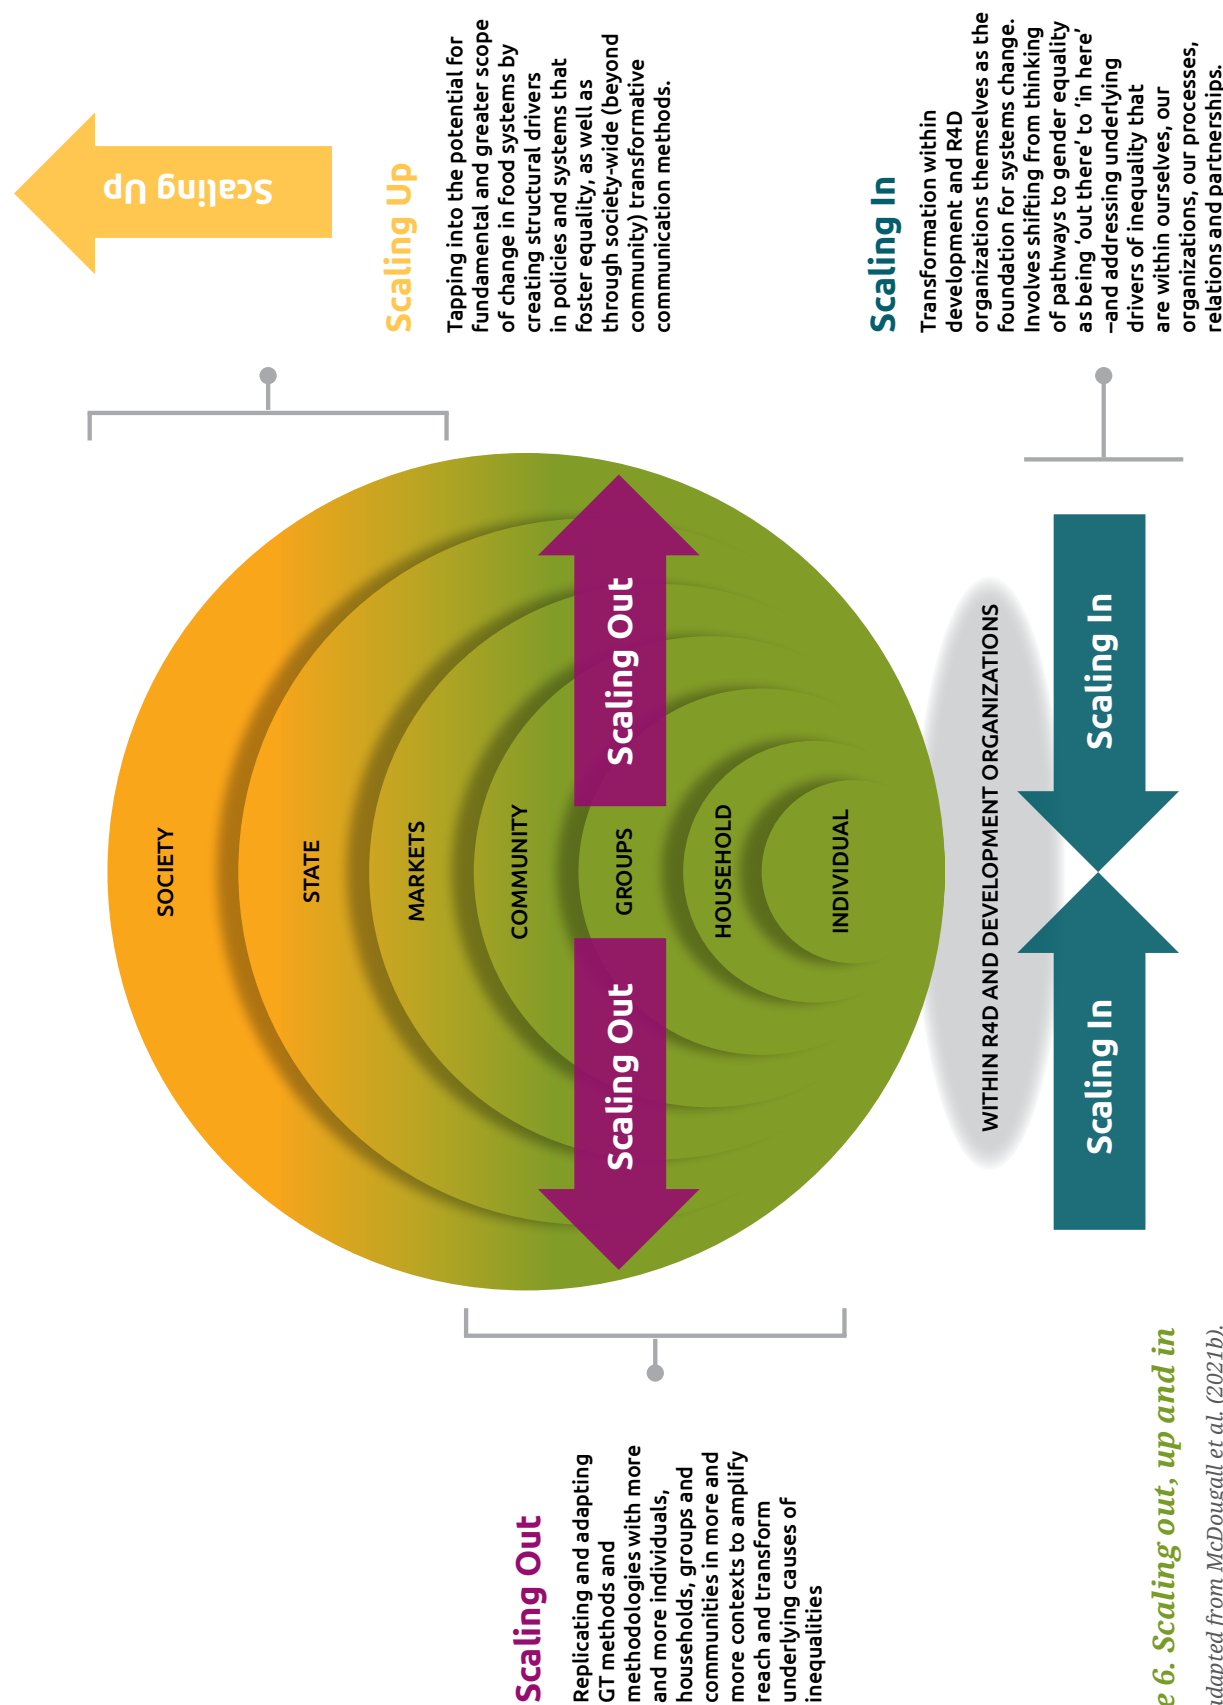 Scaling Up
Scaling Up
Tapping into the potential for
fundamental and greater scope
of change in food systems by
creating structural drivers
in policies and systems that
foster equality, as well as
through society-wide (beyond
community) transformative
communication methods.
SOCIETY
STATE
MARKETS
COMMUNITY
GROUPS
HOUSEHOLD
INDIVIDUAL
Scaling Out
Scaling Out
Scaling Out
Replicating and adapting
GT methods and
methodologies with more
and more individuals,
households, groups and
communities in more and
more contexts to amplify
reach and transform
underlying causes of
inequalities
WITHIN R4D AND DEVELOPMENT ORGANIZATIONS
Scaling In
Scaling In
Scaling In
Transformation within
development and R4D
organizations themselves as the
foundation for systems change.
Involves shifting from thinking
of pathways to gender equality
as being ‘out there’ to ‘in here’
–and addressing underlying
drivers of inequality that
are within ourselves, our
organizations, our processes,
relations and partnerships.
e 6. Scaling out, up and in
adapted from McDougall et al. (2021b).